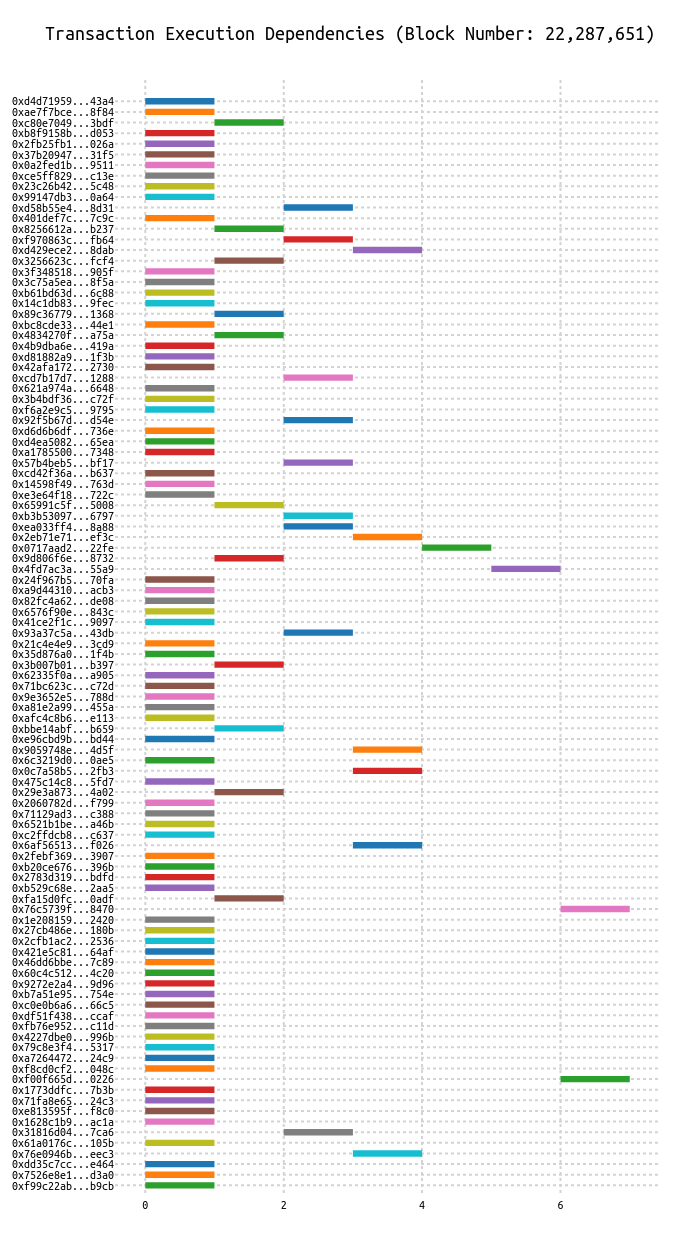 Transaction Execution Dependencies (Block Number: 22,287,651)
0xd4d71959...43a4
0xae7f7bce...8f84
0xc80e7049...3bdf
0xb8f9158b...d053
0x2fb25fb1...026a
0x37b20947...31f5
0x0a2fed1b...9511
0xce5ff829...c13e
0x23c26b42...5c48
0x99147db3...0a64
0xd58b55e4...8d31
0x401def7c...7c9c
0x8256612a...b237
0xf970863c...fb64
0xd429ece2...8dab
0x3256623c...fcf4
0x3f348518...905f
0x3c75a5ea...8f5a
0xb61bd63d...6c88
0x14c1db83...9fec
0x89c36779...1368
0xbc8cde33...44e1
0x4834270f...a75a
0x4b9dba6e...419a
0xd81882a9...1f3b
0x42afa172...2730
0xcd7b17d7...1288
0x621a974a...6648
0x3b4bdf36...c72f
0xf6a2e9c5...9795
0x92f5b67d...d54e
0xd6d6b6df...736e
0xd4ea5082...65ea
0xa1785500...7348
0x57b4beb5...bf17
0xcd42f36a...b637
0x14598f49...763d
0xe3e64f18...722c
0x65991c5f...5008
0xb3b53097...6797
0xea033ff4...8a88
0x2eb71e71...ef3c
0x0717aad2...22fe
0x9d806f6e...8732
0x4fd7ac3a...55a9
0x24f967b5...70fa
0xa9d44310...acb3
0x82fc4a62...de08
0x6576f90e...843c
0x41ce2f1c...9097
0x93a37c5a...43db
0x21c4e4e9...3cd9
0x35d876a0...1f4b
0x3b007b01...b397
0x62335f0a...a905
0x71bc623c...c72d
0x9e3652e5...788d
0xa81e2a99...455a
0xafc4c8b6...e113
0xbbe14abf...b659
0xe96cbd9b...bd44
0x9059748e...4d5f
0x6c3219d0...0ae5
0x0c7a58b5...2fb3
0x475c14c8...5fd7
0x29e3a873...4a02
0x2060782d...f799
0x71129ad3...c388
0x6521b1be...a46b
0xc2ffdcb8...c637
0x6af56513...f026
0x2febf369...3907
0xb20ce676...396b
0x2783d319...bdfd
0xb529c68e...2aa5
0xfa15d0fc...0adf
0x76c5739f...8470
0x1e208159...2420
0x27cb486e...180b
0x2cfb1ac2...2536
0x421e5c81...64af
0x46dd6bbe...7c89
0x60c4c512...4c20
0x9272e2a4...9d96
0xb7a51e95...754e
0xc0e0b6a6...66c5
0xdf51f438...ccaf
0xfb76e952...c11d
0x4227dbe0...996b
0x79c8e3f4...5317
0xa7264472...24c9
0xf8cd0cf2...048c
0xf00f665d...0226
0x1773ddfc...7b3b
0x71fa8e65...24c3
0xe813595f...f8c0
0x1628c1b9...ac1a
0x31816d04...7ca6
0x61a0176c...105b
0x76e0946b...eec3
0xdd35c7cc...e464
0x7526e8e1...d3a0
0xf99c22ab...b9cb
0 2 4 6